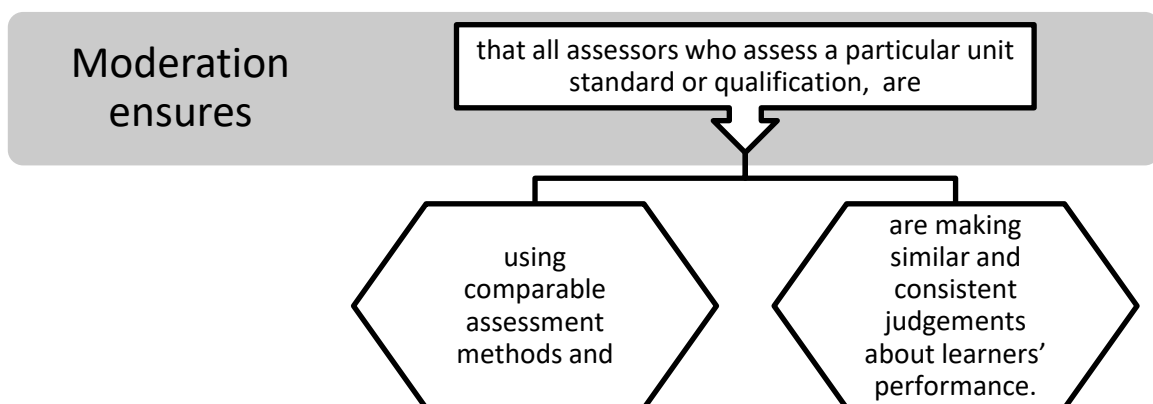 Moderation
ensures
that all assessors who assess a particular unit
standard or qualification,  are
using
comparable
assessment
methods and
are making
similar and
consistent
judgements
about learners’
performance.